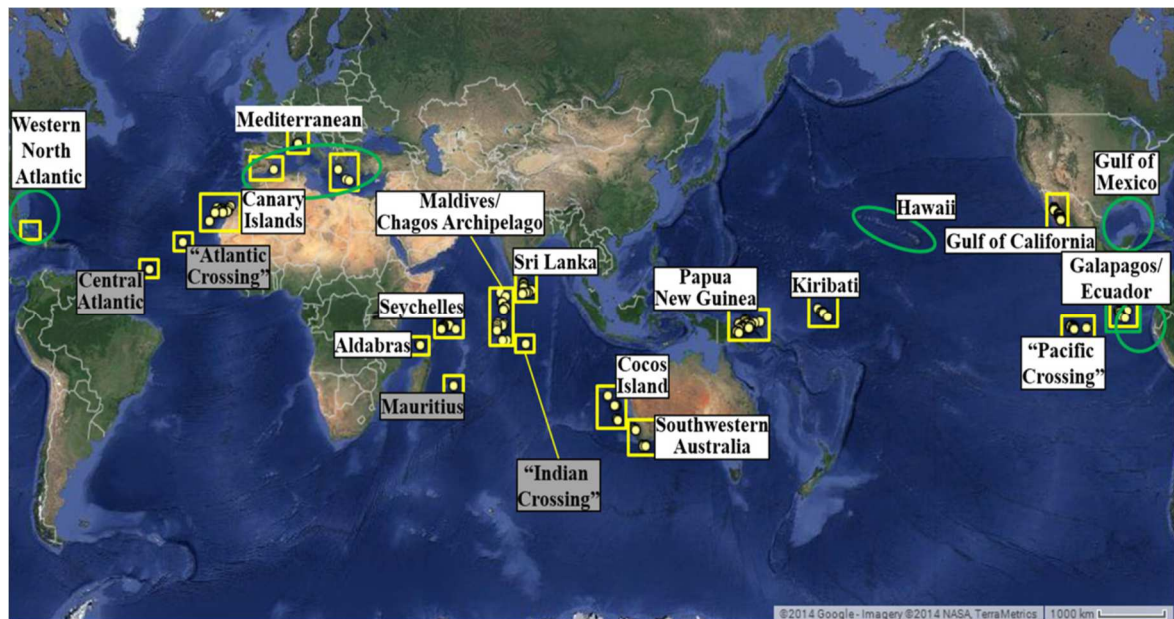 Western
North
Atlantic
Mediterranean
Canary
Islands
"Atlantic
Crossing"
Central
Atlantic
Maldives/
Chagos Archipelago
Sri Lanka
Seychelles
Aldabras
Mauritius
"Indian
Crossing"
Cocos
Island
Southwestern
Australia
Papua
New Guinea
Kiribati
Hawaii
Gulf of California
Gulf of
Mexico
Galapagos/
Ecuador
"Pacific
Crossing"
©2014 Google - Imagery ©2014 NASA, TerraMetrics
1000 km